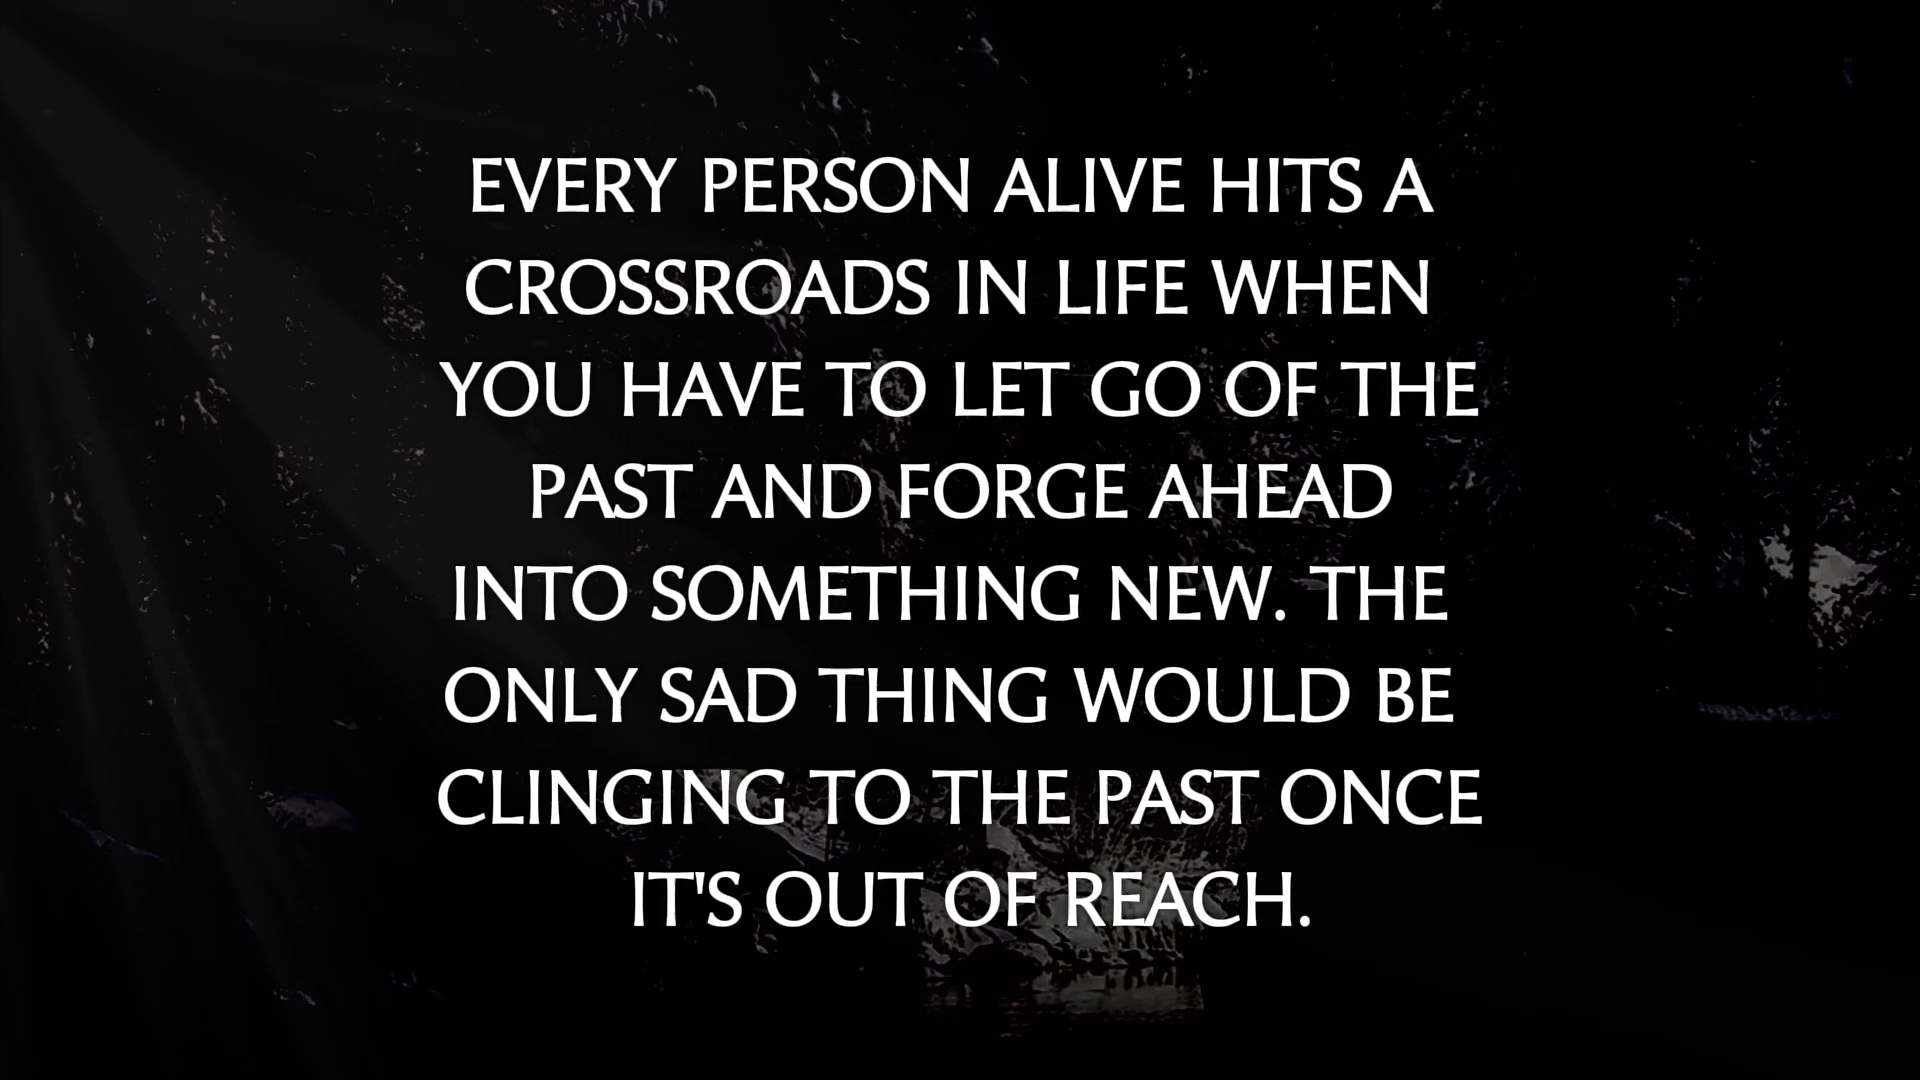 EVERY PERSON ALIVE HITS A
CROSSROADS IN LIFE WHEN
YOU HAVE TO LET GO OF THE
PAST AND FORGE AHEAD
INTO SOMETHING NEW. THE
ONLY SAD THING WOULD BE
CLINGING TO THE PAST ONCE
IT'S OUT OF REACH.